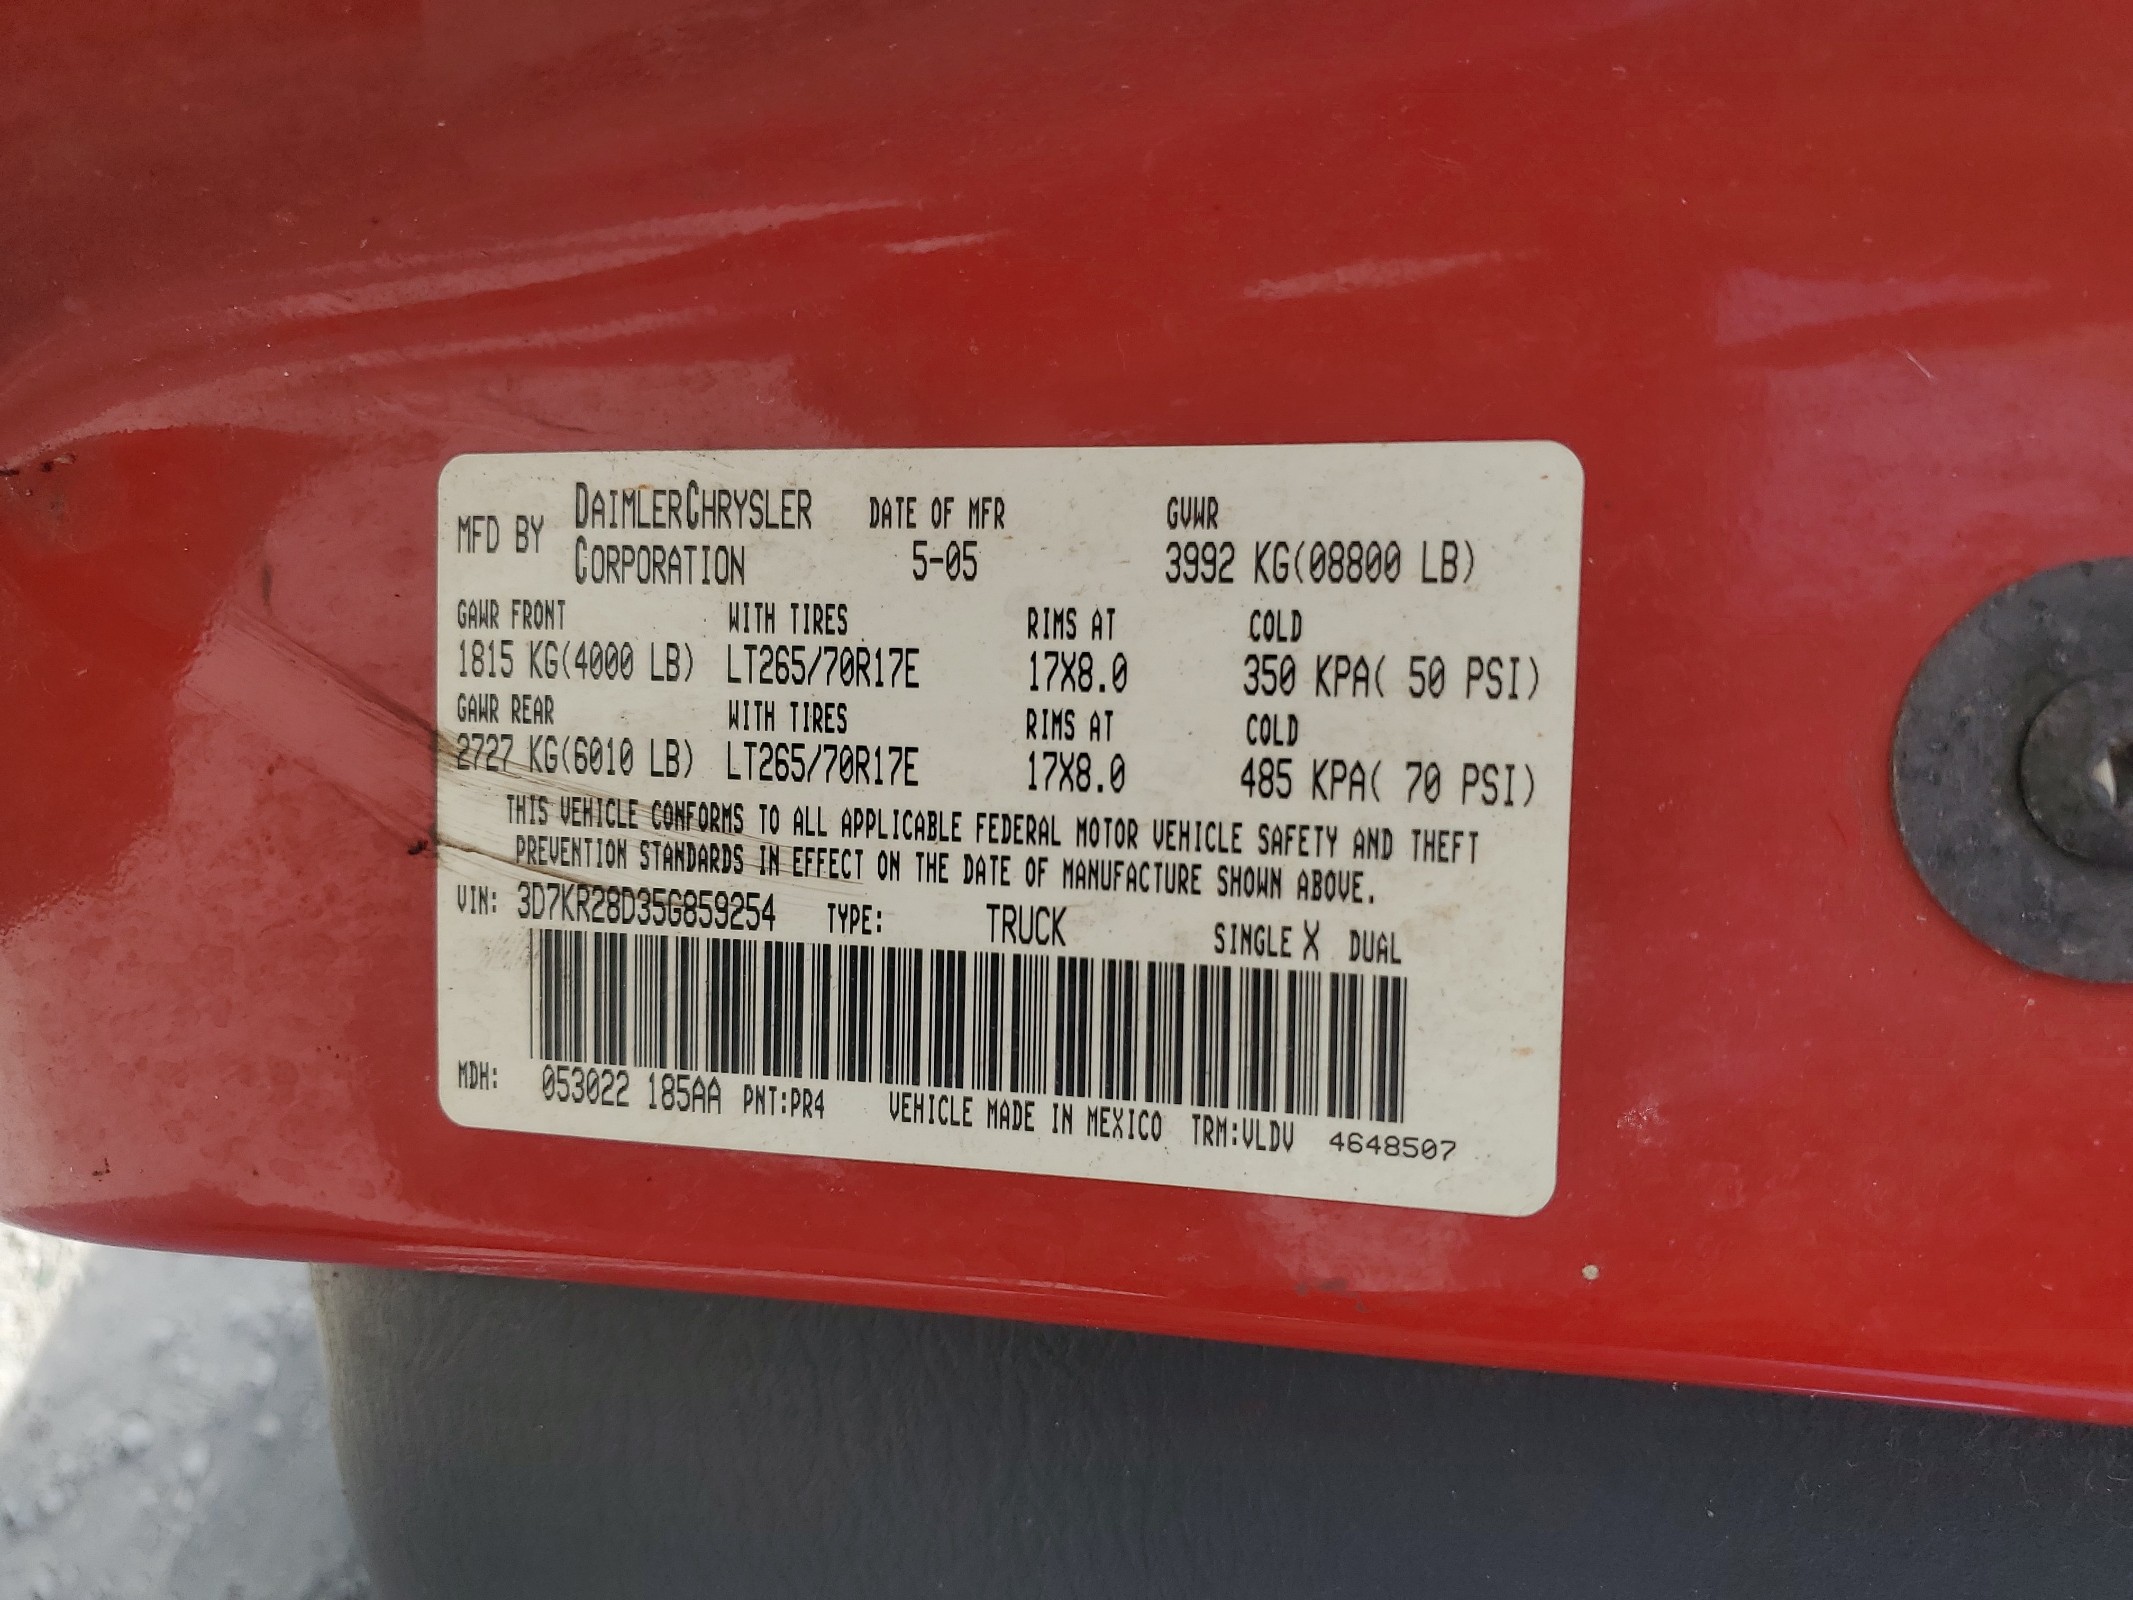 MFD BY DAIMLERCHRYSLER CORPORATION
DATE OF MFR 5-05
GVWR 3992 KG(08800 LB)
GAWR FRONT WITH TIRES RIMS AT COLD
1815 KG(4000 LB) LT265/70R17E 17X8.0 350 KPA( 50 PSI)
GAWR REAR WITH TIRES RIMS AT COLD
2727 KG(6010 LB) LT265/70R17E 17X8.0 485 KPA( 70 PSI)
THIS VEHICLE CONFORMS TO ALL APPLICABLE FEDERAL MOTOR VEHICLE SAFETY AND THEFT
PREVENTION STANDARDS IN EFFECT ON THE DATE OF MANUFACTURE SHOWN ABOVE.
VIN: 3D7KR28D35G859254 TYPE: TRUCK SINGLE X DUAL
MDH: 053022 185AA PNT:PR4 VEHICLE MADE IN MEXICO TRM:VLDV 4648507